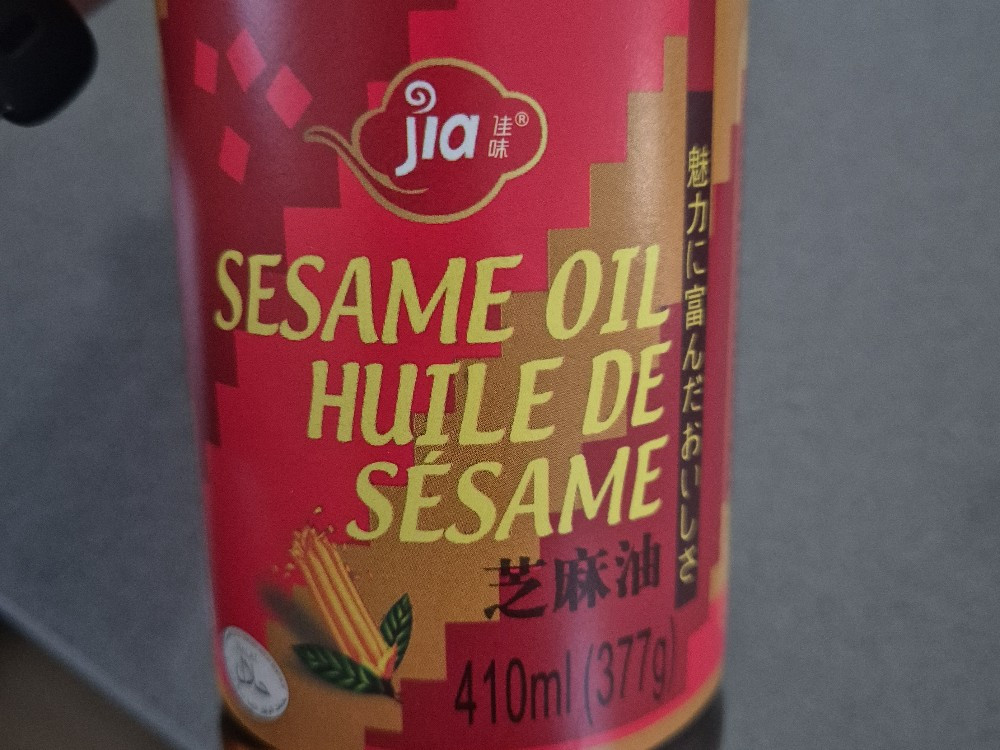 jia 佳味®
SESAME OIL
HUILE DE
SÉSAME
芝麻油
410ml (377g)
魅力に富んだおいしさ